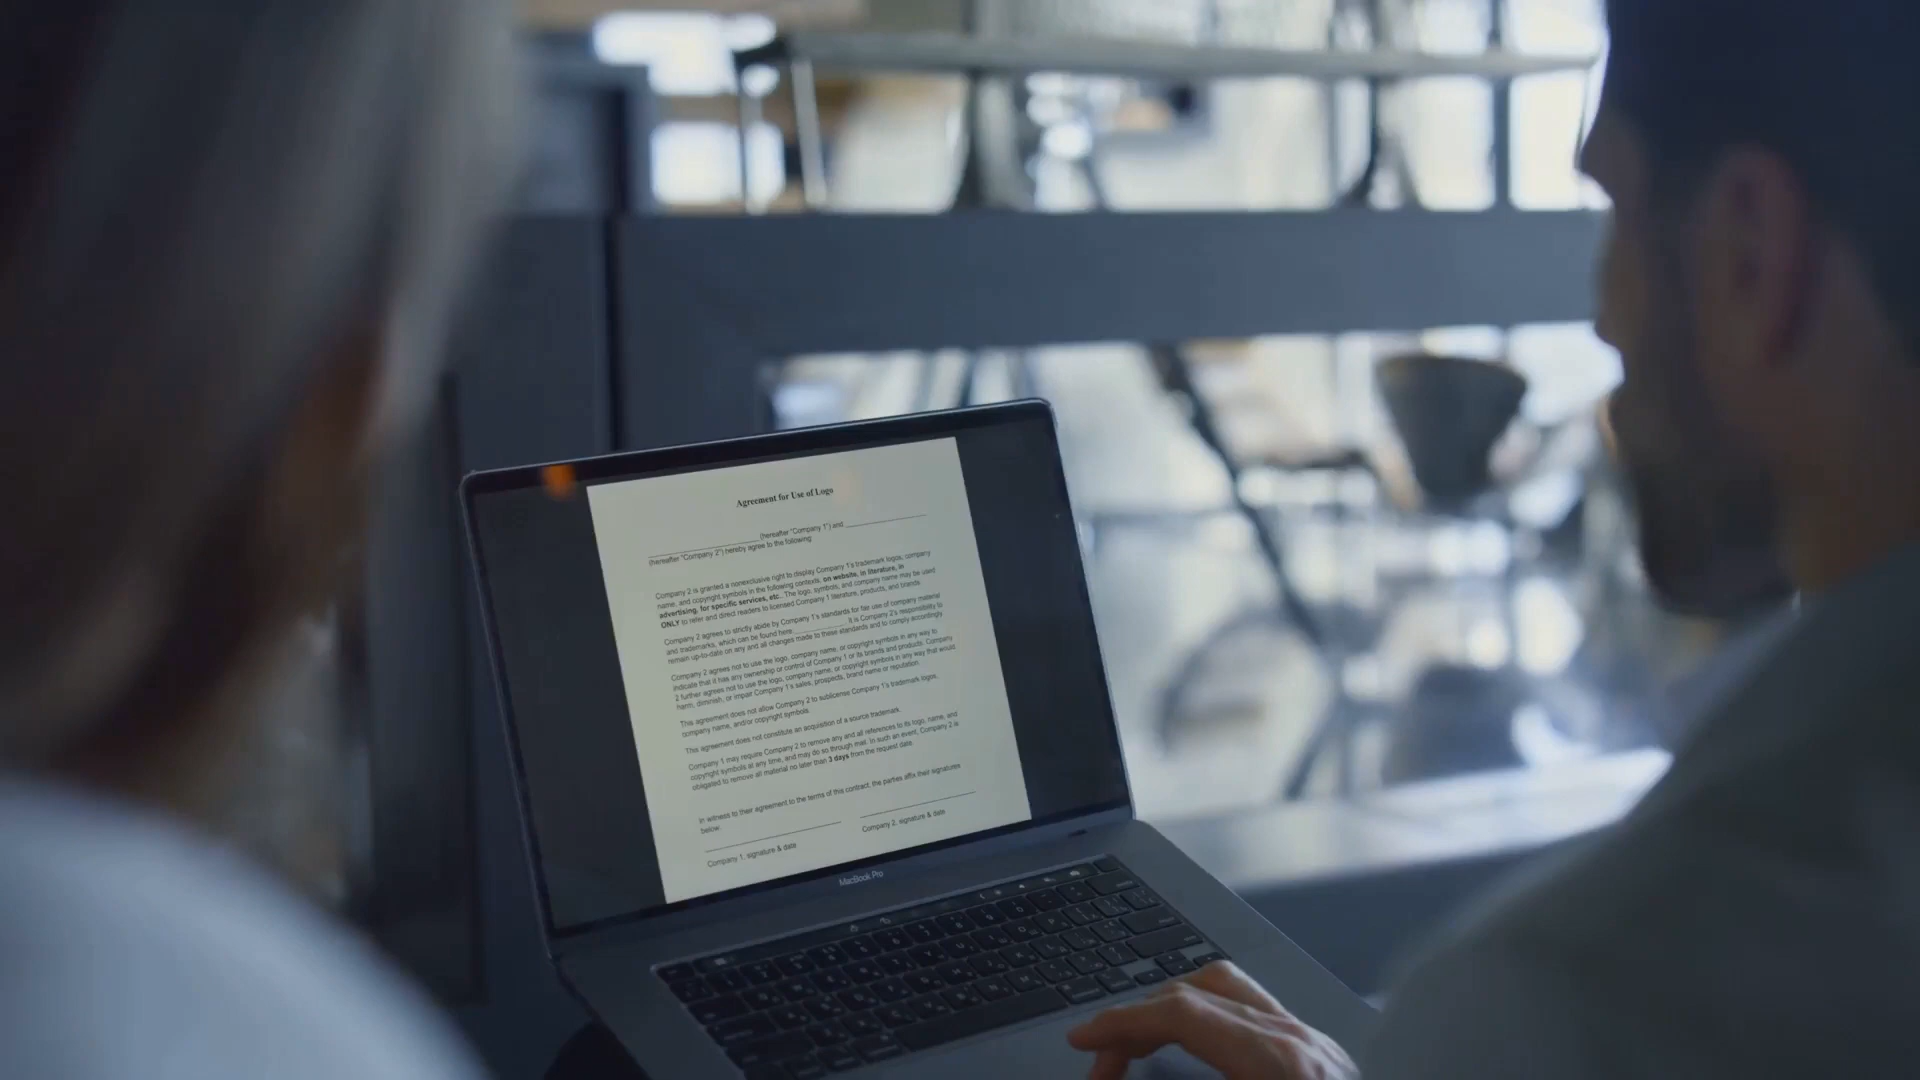 Agreement for Use of Logo
____________________ (hereafter "Company 1") and ____________________
(hereafter "Company 2") hereby agree to the following:
Company 2 is granted a nonexclusive right to display Company 1's trademark logos, company
name, and copyright symbols in the following contexts, on website, in literature, in
advertising, for specific services, etc.. The logo, symbols, and company name may be used
ONLY to refer and direct readers to licensed Company 1 literature, products, and brands.
Company 2 agrees to strictly abide by Company 1's standards for fair use of company material
and trademarks, which can be found here:____________. It is Company 2's responsibility to
remain up-to-date on any and all changes made to these standards and to comply accordingly.
Company 2 agrees not to use the logo, company name, or copyright symbols in any way to
indicate that it has any ownership or control of Company 1 or its brands and products. Company
2 further agrees not to use the logo, company name, or copyright symbols in any way that would
harm, diminish, or impair Company 1's sales, prospects, brand name or reputation.
This agreement does not allow Company 2 to sublicense Company 1's trademark logos,
company name, and/or copyright symbols.
This agreement does not constitute an acquisition of a source trademark.
Company 1 may require Company 2 to remove any and all references to its logo, name, and
copyright symbols at any time, and may do so through mail. In such an event, Company 2 is
obligated to remove all material no later than 3 days from the request date.
In witness to their agreement to the terms of this contract, the parties affix their signatures
below:
Company 1, signature & date Company 2, signature & date
MacBook Pro